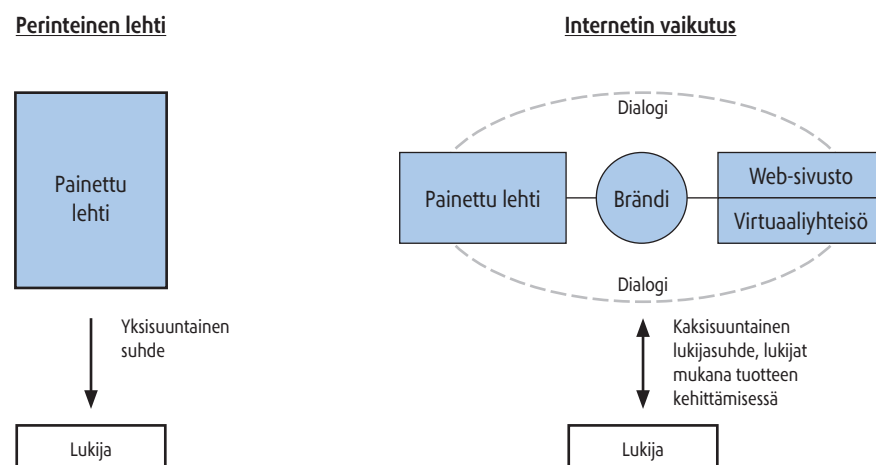 Perinteinen lehti
Painettu
lehti
Yksisuuntainen
suhde
Lukija
Internetin vaikutus
Dialogi
Painettu lehti
Brändi
Web-sivusto
Virtuaaliyhteisö
Dialogi
Kaksisuuntainen
lukijasuhde, lukijat
mukana tuotteen
kehittämisessä
Lukija